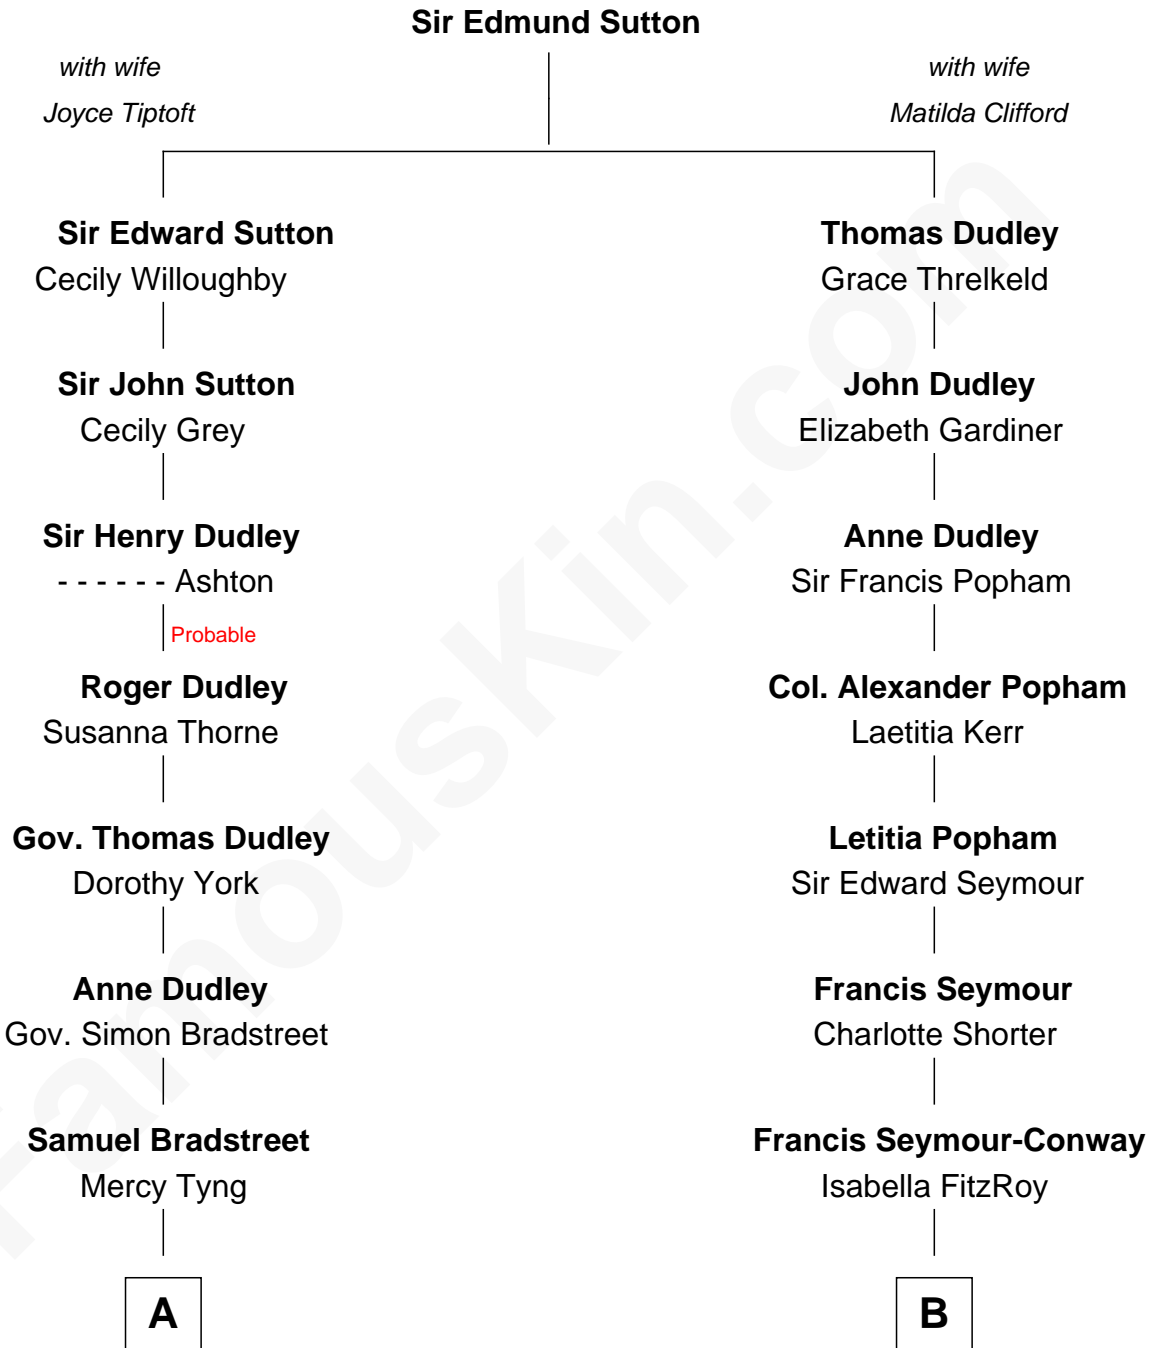 Sir Edmund Sutton
with wife
Joyce Tiptoft
with wife
Matilda Clifford
Sir Edward Sutton
Cecily Willoughby
Thomas Dudley
Grace Threlkeld
Sir John Sutton
Cecily Grey
John Dudley
Elizabeth Gardiner
Sir Henry Dudley
- - - - - - Ashton
Anne Dudley
Sir Francis Popham
Probable
Roger Dudley
Susanna Thorne
Col. Alexander Popham
Laetitia Kerr
Gov. Thomas Dudley
Dorothy York
Letitia Popham
Sir Edward Seymour
Anne Dudley
Gov. Simon Bradstreet
Francis Seymour
Charlotte Shorter
Samuel Bradstreet
Mercy Tyng
Francis Seymour-Conway
Isabella FitzRoy
A
B
FamousKin.com